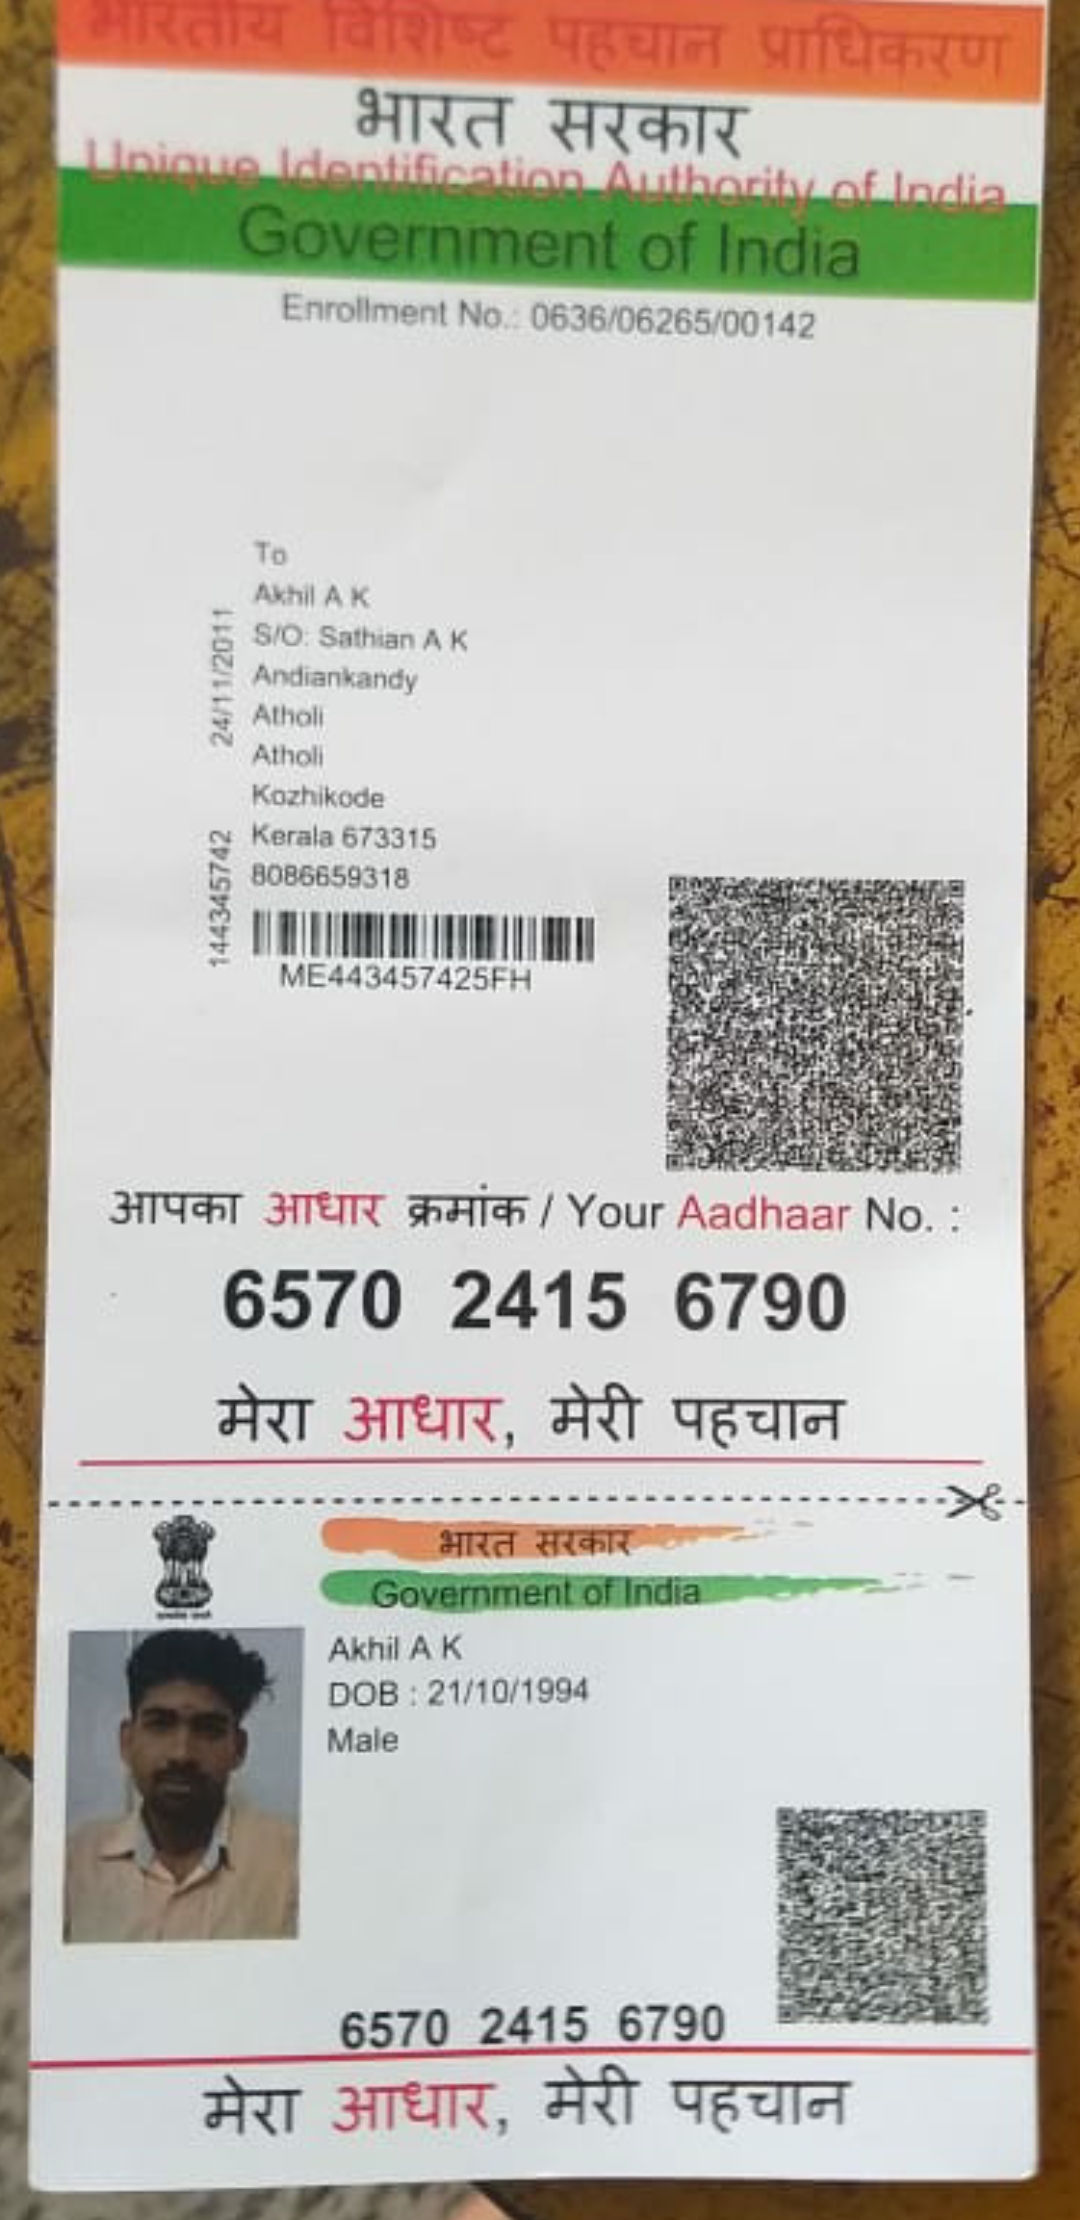 भारतीय विशिष्ट पहचान प्राधिकरण
भारत सरकार
Unique Identification Authority of India
Government of India
Enrollment No.: 0636/06265/00142
To
Akhil A K
S/O: Sathian A K
Andiankandy
Atholi
Atholi
Kozhikode
Kerala 673315
8086659318
24/11/2011
144345742
ME443457425FH
आपका आधार क्रमांक / Your Aadhaar No. :
6570 2415 6790
मेरा आधार, मेरी पहचान
भारत सरकार
Government of India
Akhil A K
DOB : 21/10/1994
Male
6570 2415 6790
मेरा आधार, मेरी पहचान